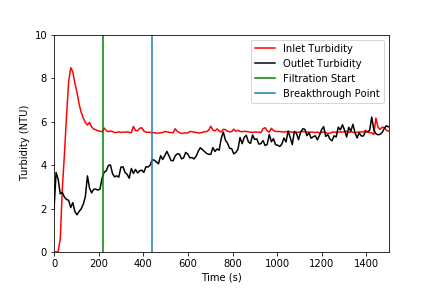 10
8
6
4
2
0
Turbidity (NTU)
Inlet Turbidity
Outlet Turbidity
Filtration Start
Breakthrough Point
0 200 400 600 800 1000 1200 1400
Time (s)